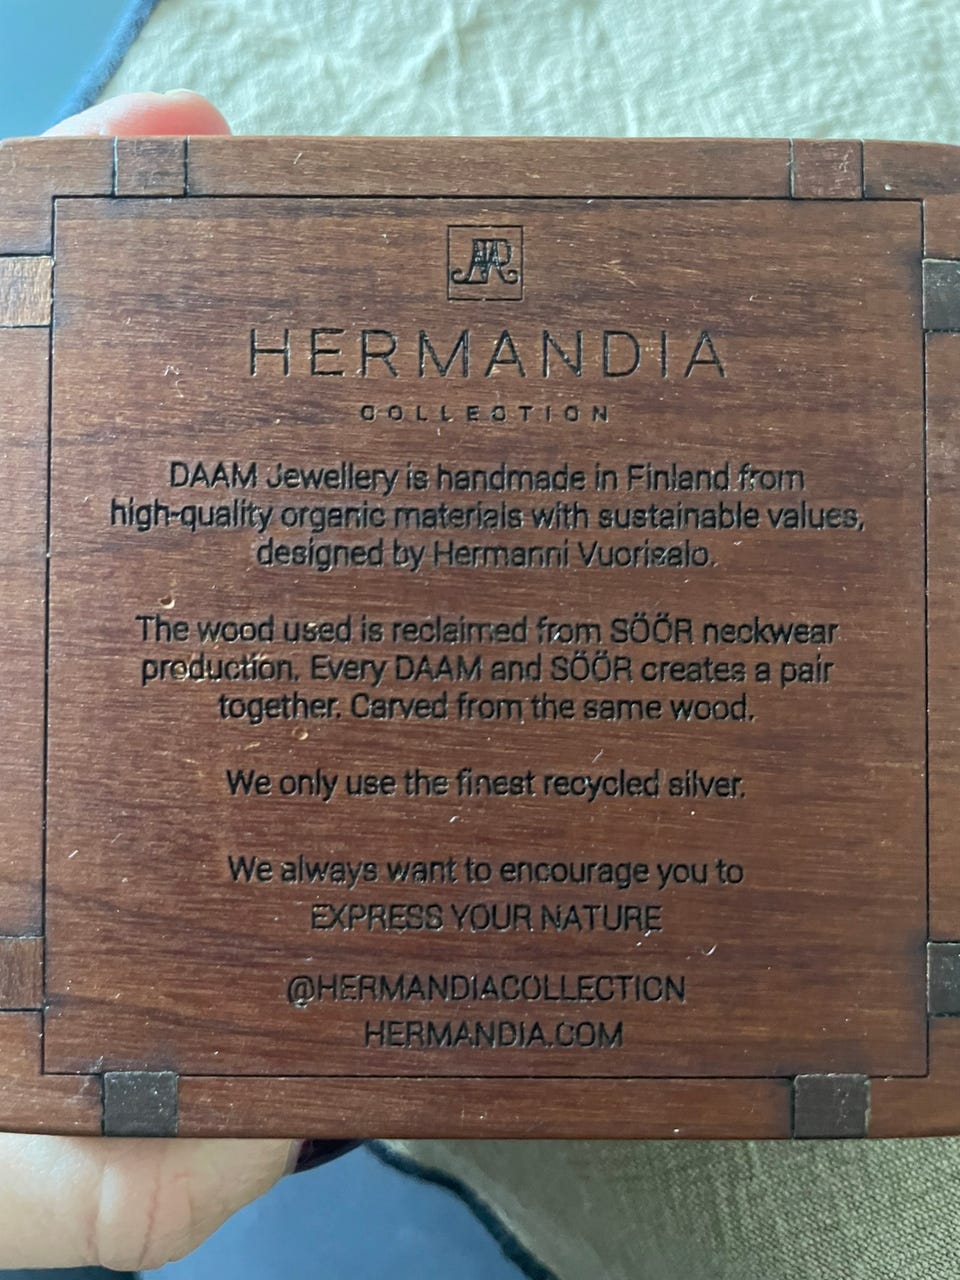 HERMANDIA
COLLECTION
DAAM Jewellery is handmade in Finland from
high-quality organic materials with sustainable values,
designed by Hermanni Vuorisalo.
The wood used is reclaimed from SÖÖR neckwear
production. Every DAAM and SÖÖR creates a pair
together. Carved from the same wood.
We only use the finest recycled silver.
We always want to encourage you to
EXPRESS YOUR NATURE
@HERMANDIACOLLECTION
HERMANDIA.COM